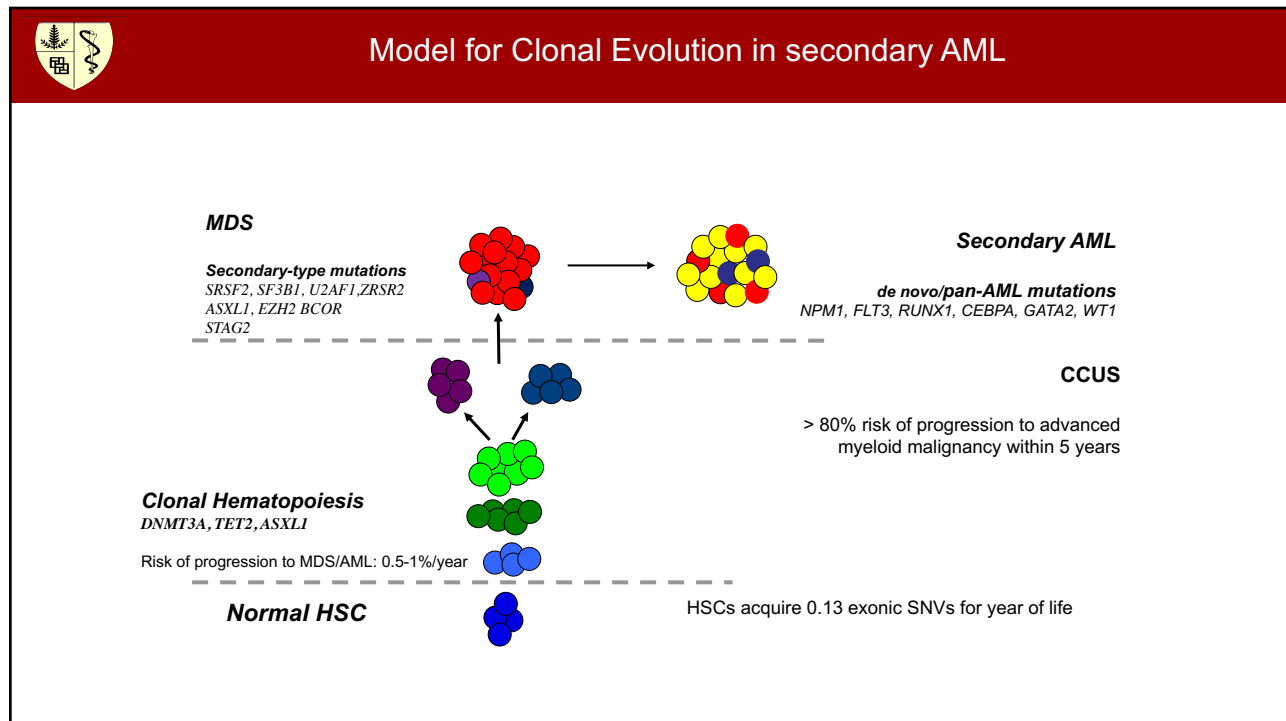 Model for Clonal Evolution in secondary AML
MDS
Secondary-type mutations
SRSF2, SF3B1, U2AF1,ZRSR2
ASXL1, EZH2 BCOR
STAG2
Secondary AML
de novo/pan-AML mutations
NPM1, FLT3, RUNX1, CEBPA, GATA2, WT1
CCUS
> 80% risk of progression to advanced
myeloid malignancy within 5 years
Clonal Hematopoiesis
DNMT3A, TET2, ASXL1
Risk of progression to MDS/AML: 0.5-1%/year
Normal HSC
HSCs acquire 0.13 exonic SNVs for year of life